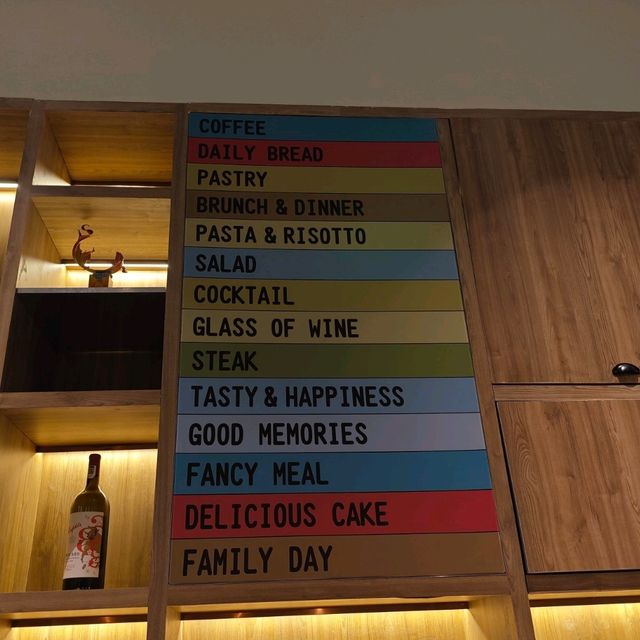 COFFEE
DAILY BREAD
PASTRY
BRUNCH & DINNER
PASTA & RISOTTO
SALAD
COCKTAIL
GLASS OF WINE
STEAK
TASTY & HAPPINESS
GOOD MEMORIES
FANCY MEAL
DELICIOUS CAKE
FAMILY DAY